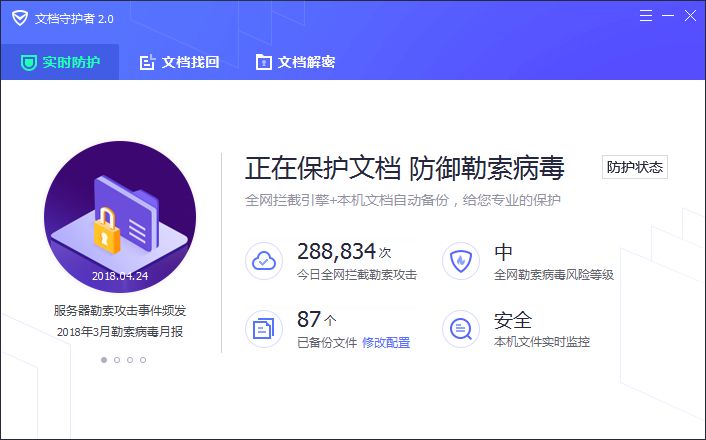 文档守护者 2.0
实时防护 文档找回 文档解密
正在保护文档 防御勒索病毒
防护状态
全网拦截引擎+本机文档自动备份，给您专业的保护
2018.04.24
服务器勒索攻击事件频发
2018年3月勒索病毒月报
288,834 次
今日全网拦截勒索攻击
中
全网勒索病毒风险等级
87 个
已备份文件 修改配置
安全
本机文件实时监控